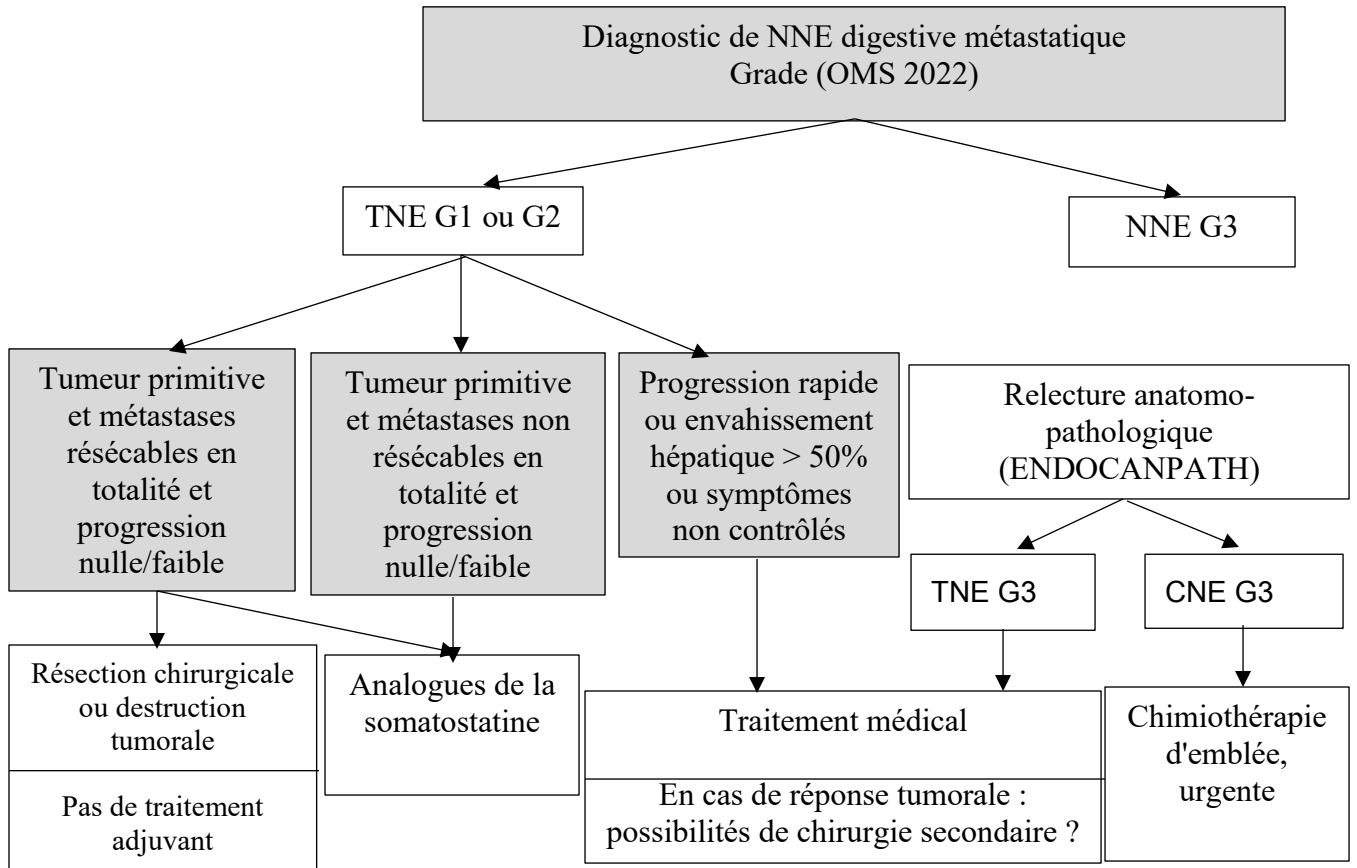 Diagnostic de NNE digestive métastatique
Grade (OMS 2022)
TNE G1 ou G2
NNE G3
Tumeur primitive
et métastases
résécables en
totalité et
progression
nulle/faible
Tumeur primitive
et métastases non
résécables en
totalité et
progression
nulle/faible
Progression rapide
ou envahissement
hépatique > 50%
ou symptômes
non contrôlés
Relecture anatomo-
pathologique
(ENDOCANPATH)
TNE G3
CNE G3
Résection chirurgicale
ou destruction
tumorale
Pas de traitement
adjuvant
Analogues de la
somatostatine
Traitement médical
En cas de réponse tumorale :
possibilités de chirurgie secondaire ?
Chimiothérapie
d'emblée,
urgente